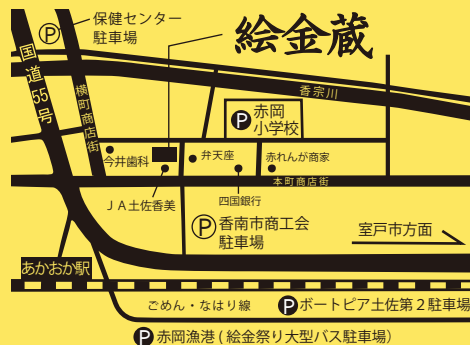 保健センター
駐車場
P
絵金蔵
国道55号
横町商店街
香宗川
P
赤岡
小学校
今井歯科
弁天座
赤れんが商家
本町商店街
JA土佐香美
四国銀行
P
香南市商工会
駐車場
室戸市方面
あかおか駅
ごめん・なはり線
P ボートピア土佐第２駐車場
P 赤岡漁港 ( 絵金祭り大型バス駐車場 )